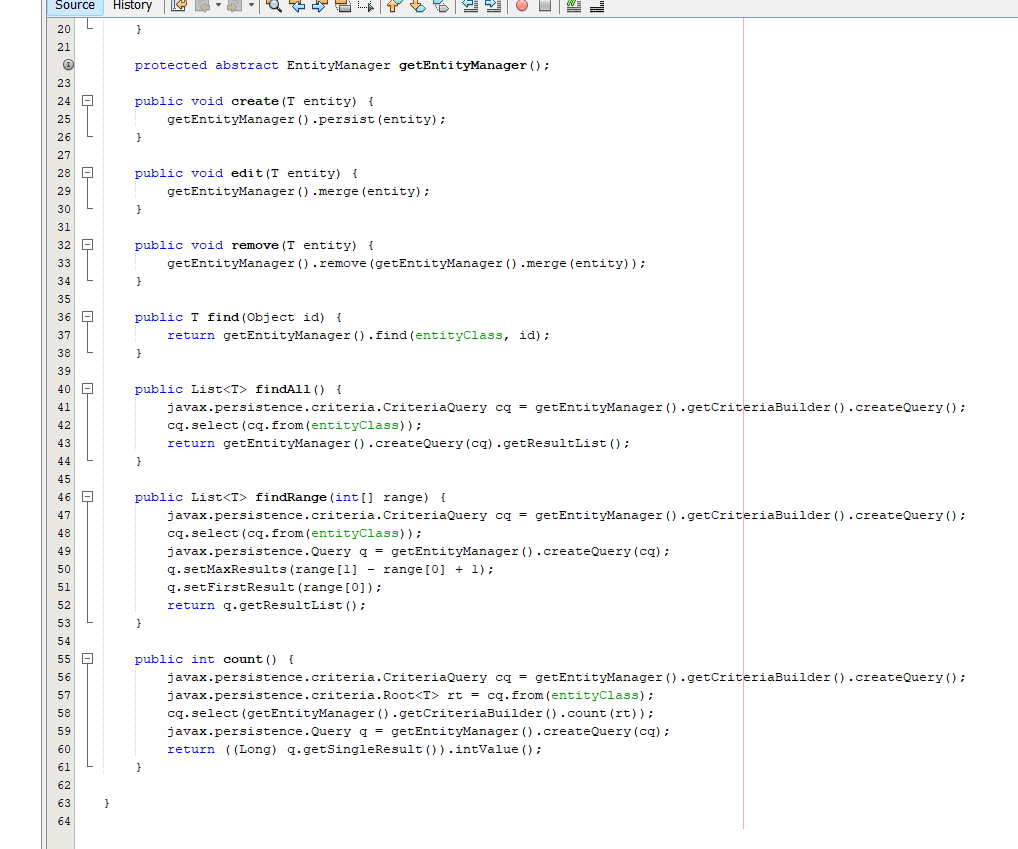 Source History
20 }
21
protected abstract EntityManager getEntityManager();
23
24 public void create(T entity) {
25 getEntityManager().persist(entity);
26 }
27
28 public void edit(T entity) {
29 getEntityManager().merge(entity);
30 }
31
32 public void remove(T entity) {
33 getEntityManager().remove(getEntityManager().merge(entity));
34 }
35
36 public T find(Object id) {
37 return getEntityManager().find(entityClass, id);
38 }
39
40 public List<T> findAll() {
41 javax.persistence.criteria.CriteriaQuery cq = getEntityManager().getCriteriaBuilder().createQuery();
42 cq.select(cq.from(entityClass));
43 return getEntityManager().createQuery(cq).getResultList();
44 }
45
46 public List<T> findRange(int[] range) {
47 javax.persistence.criteria.CriteriaQuery cq = getEntityManager().getCriteriaBuilder().createQuery();
48 cq.select(cq.from(entityClass));
49 javax.persistence.Query q = getEntityManager().createQuery(cq);
50 q.setMaxResults(range[1] - range[0] + 1);
51 q.setFirstResult(range[0]);
52 return q.getResultList();
53 }
54
55 public int count() {
56 javax.persistence.criteria.CriteriaQuery cq = getEntityManager().getCriteriaBuilder().createQuery();
57 javax.persistence.criteria.Root<T> rt = cq.from(entityClass);
58 cq.select(getEntityManager().getCriteriaBuilder().count(rt));
59 javax.persistence.Query q = getEntityManager().createQuery(cq);
60 return ((Long) q.getSingleResult()).intValue();
61 }
62
63 }
64